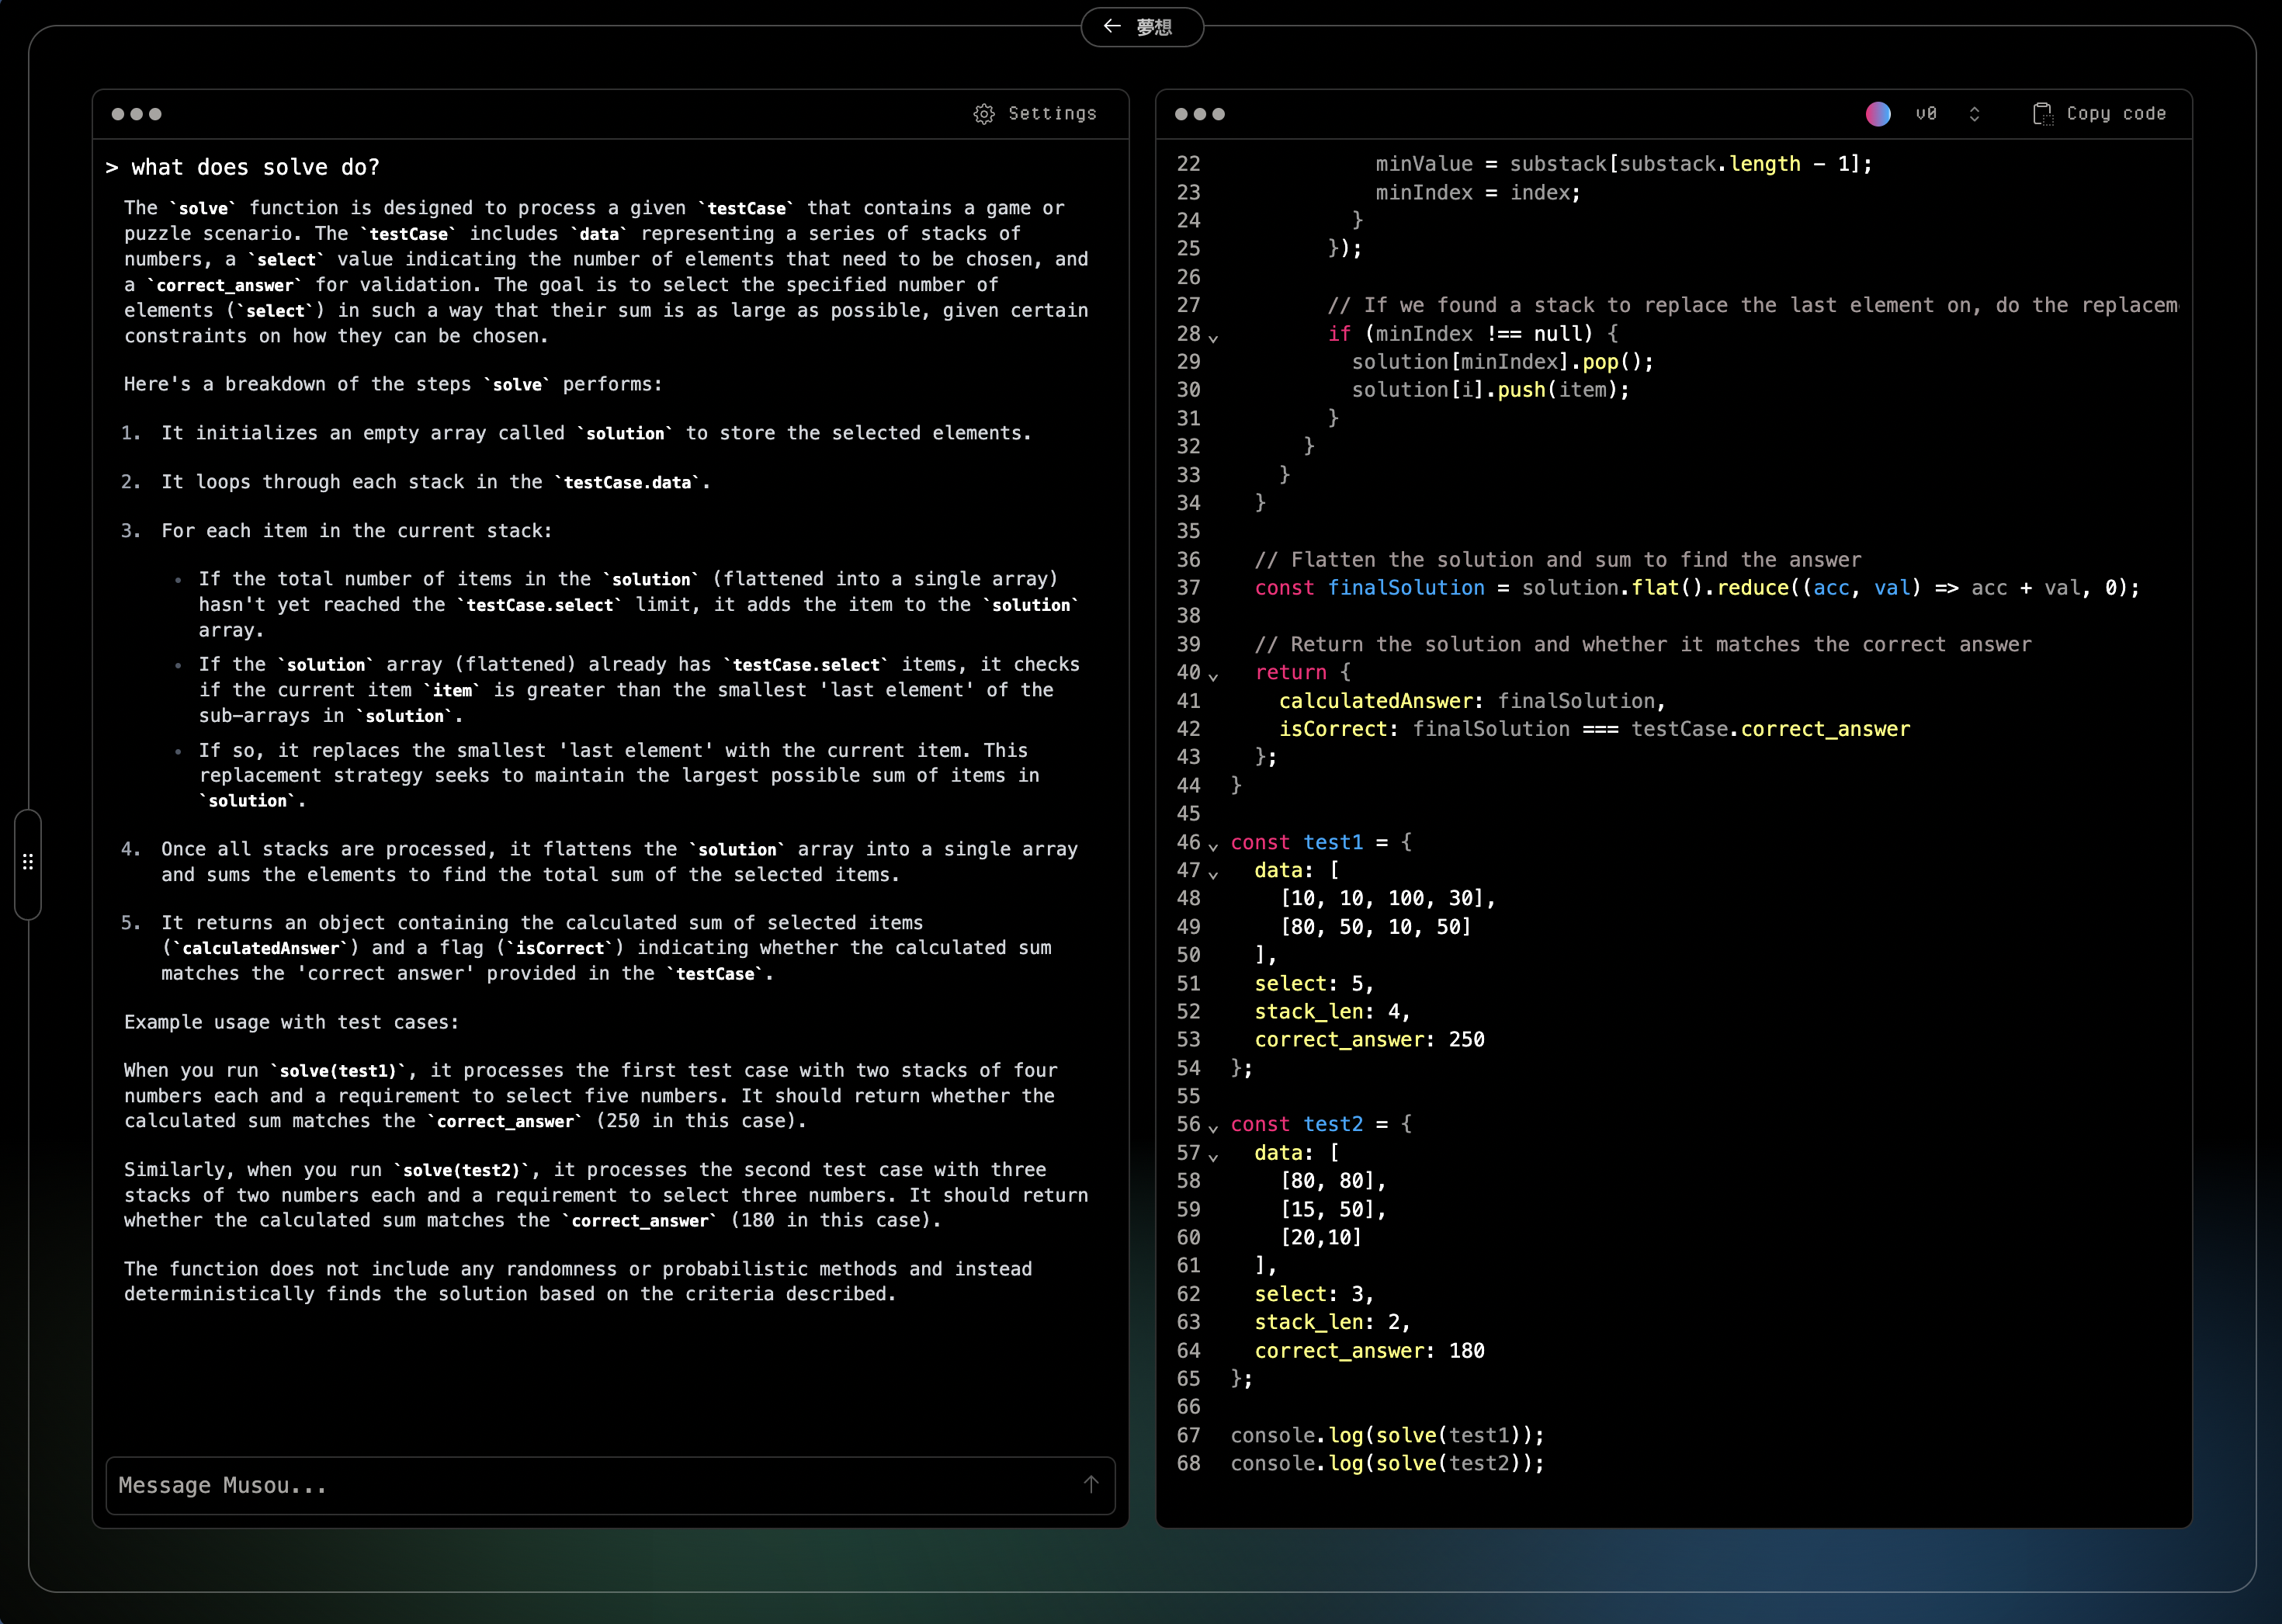 ← 夢想
Settings
> what does solve do?
The `solve` function is designed to process a given `testCase` that contains a game or
puzzle scenario. The `testCase` includes `data` representing a series of stacks of
numbers, a `select` value indicating the number of elements that need to be chosen, and
a `correct_answer` for validation. The goal is to select the specified number of
elements (`select`) in such a way that their sum is as large as possible, given certain
constraints on how they can be chosen.
Here's a breakdown of the steps `solve` performs:
1. It initializes an empty array called `solution` to store the selected elements.
2. It loops through each stack in the `testCase.data`.
3. For each item in the current stack:
• If the total number of items in the `solution` (flattened into a single array)
hasn't yet reached the `testCase.select` limit, it adds the item to the `solution`
array.
• If the `solution` array (flattened) already has `testCase.select` items, it checks
if the current item `item` is greater than the smallest 'last element' of the
sub-arrays in `solution`.
• If so, it replaces the smallest 'last element' with the current item. This
replacement strategy seeks to maintain the largest possible sum of items in
`solution`.
4. Once all stacks are processed, it flattens the `solution` array into a single array
and sums the elements to find the total sum of the selected items.
5. It returns an object containing the calculated sum of selected items
(`calculatedAnswer`) and a flag (`isCorrect`) indicating whether the calculated sum
matches the 'correct answer' provided in the `testCase`.
Example usage with test cases:
When you run `solve(test1)`, it processes the first test case with two stacks of four
numbers each and a requirement to select five numbers. It should return whether the
calculated sum matches the `correct_answer` (250 in this case).
Similarly, when you run `solve(test2)`, it processes the second test case with three
stacks of two numbers each and a requirement to select three numbers. It should return
whether the calculated sum matches the `correct_answer` (180 in this case).
The function does not include any randomness or probabilistic methods and instead
deterministically finds the solution based on the criteria described.
Message Musou...
v0 Copy code
22 minValue = substack[substack.length - 1];
23 minIndex = index;
24 }
25 });
26
27 // If we found a stack to replace the last element on, do the replacem
28 if (minIndex !== null) {
29 solution[minIndex].pop();
30 solution[i].push(item);
31 }
32 }
33 }
34 }
35
36 // Flatten the solution and sum to find the answer
37 const finalSolution = solution.flat().reduce((acc, val) => acc + val, 0);
38
39 // Return the solution and whether it matches the correct answer
40 return {
41 calculatedAnswer: finalSolution,
42 isCorrect: finalSolution === testCase.correct_answer
43 };
44 }
45
46 const test1 = {
47 data: [
48 [10, 10, 100, 30],
49 [80, 50, 10, 50]
50 ],
51 select: 5,
52 stack_len: 4,
53 correct_answer: 250
54 };
55
56 const test2 = {
57 data: [
58 [80, 80],
59 [15, 50],
60 [20,10]
61 ],
62 select: 3,
63 stack_len: 2,
64 correct_answer: 180
65 };
66
67 console.log(solve(test1));
68 console.log(solve(test2));